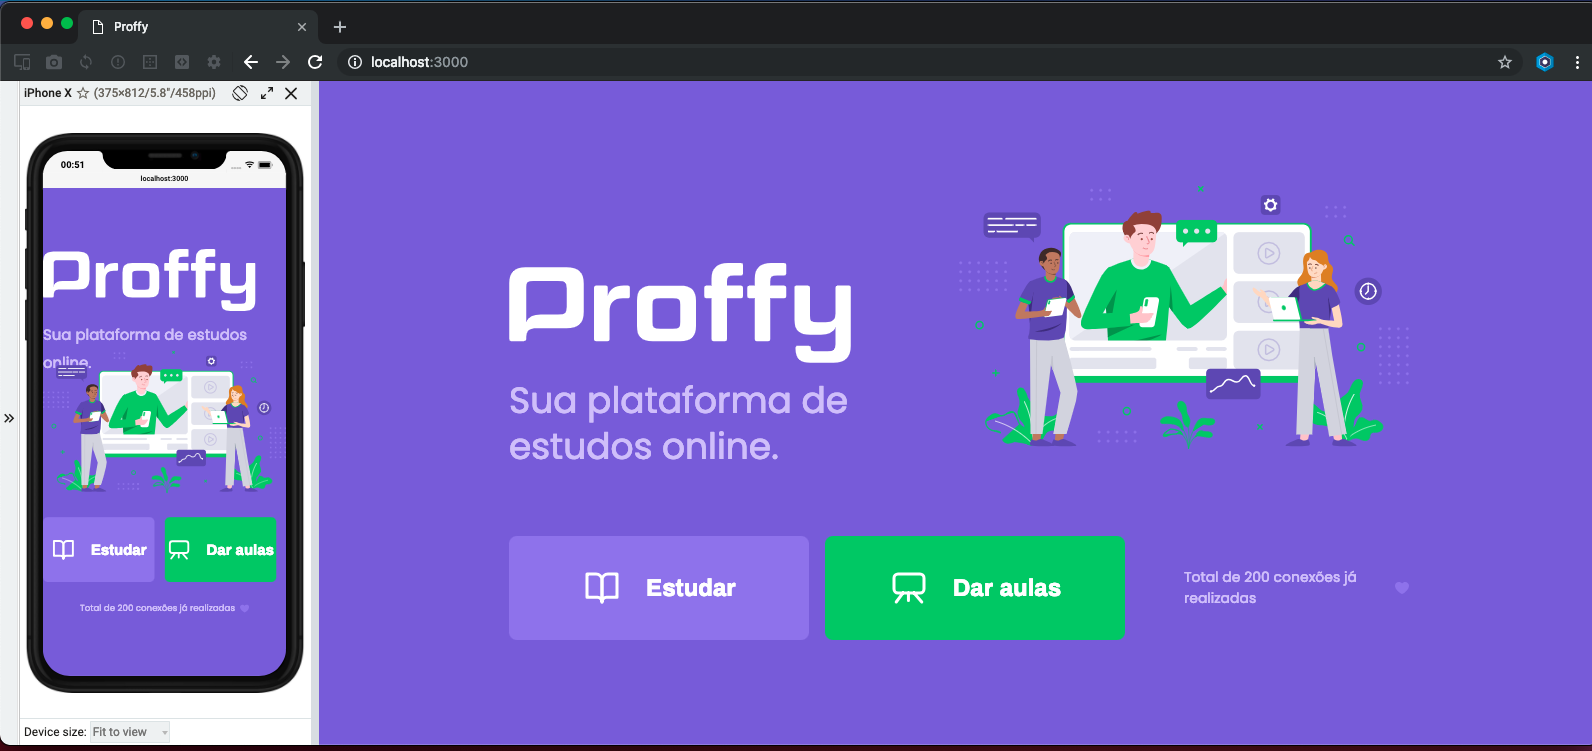 Proffy
localhost:3000
iPhone X (375×812/5.8"/458ppi)
00:51
localhost:3000
Proffy
Sua plataforma de estudos
online.
Estudar
Dar aulas
Total de 200 conexões já realizadas
Device size: Fit to view
Proffy
Sua plataforma de
estudos online.
Estudar
Dar aulas
Total de 200 conexões já
realizadas